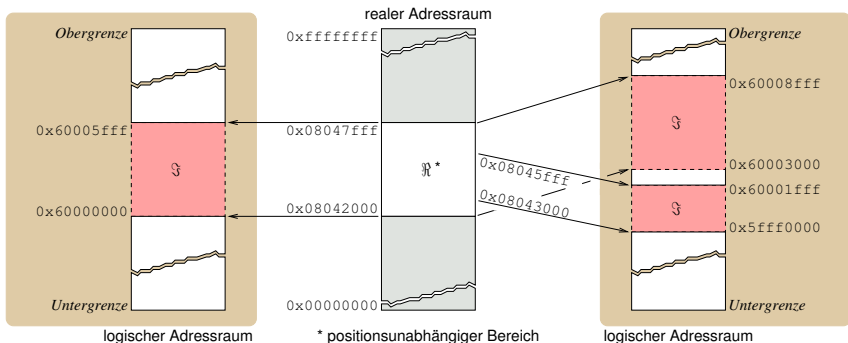 realer Adressraum
Obergrenze
0x60005fff
ℑ
0x60000000
Untergrenze
logischer Adressraum
0xffffffff
0x08047fff
ℜ*
0x08042000
0x00000000
* positionsunabhängiger Bereich
0x08045fff
0x08043000
Obergrenze
0x60008fff
ℑ
0x60003000
0x60001fff
ℑ
0x5fff0000
Untergrenze
logischer Adressraum